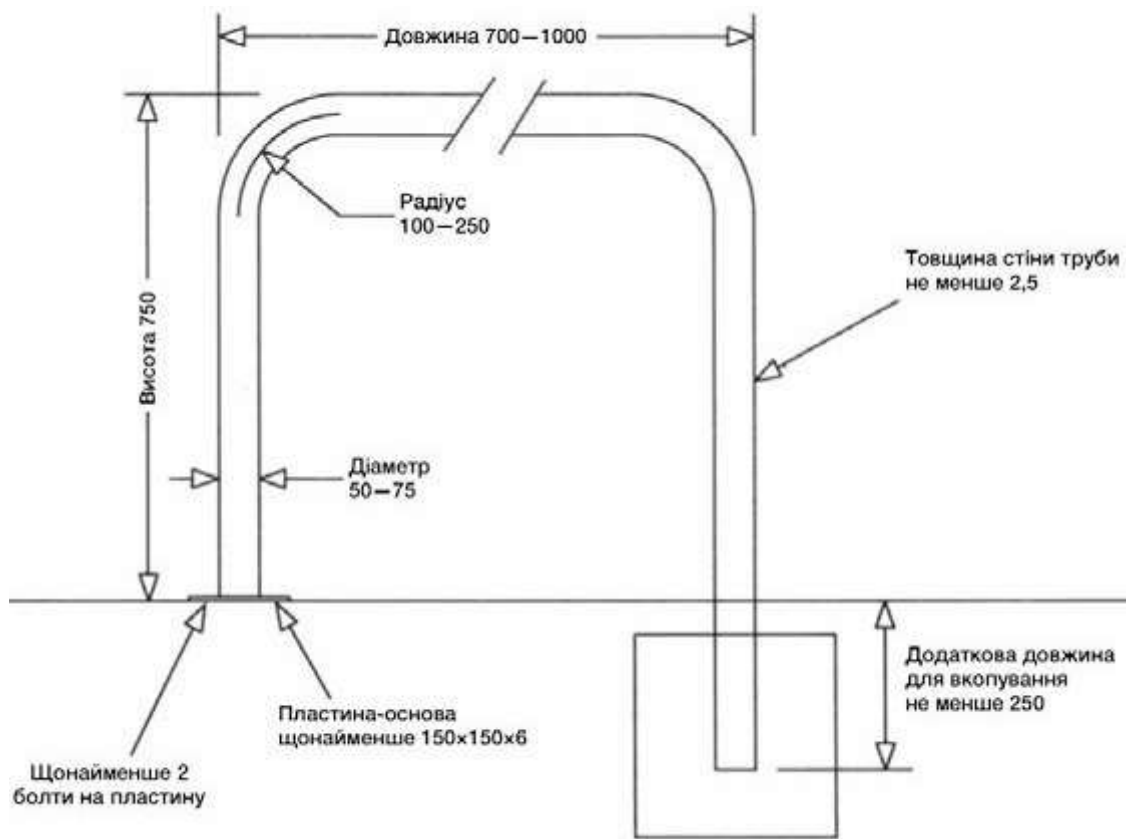 Довжина 700—1000
Радіус
100—250
Товщина стіни труби
не менше 2,5
Висота 750
Діаметр
50—75
Додаткова довжина
для вкопування
не менше 250
Пластина-основа
щонайменше 150×150×6
Щонайменше 2
болти на пластину